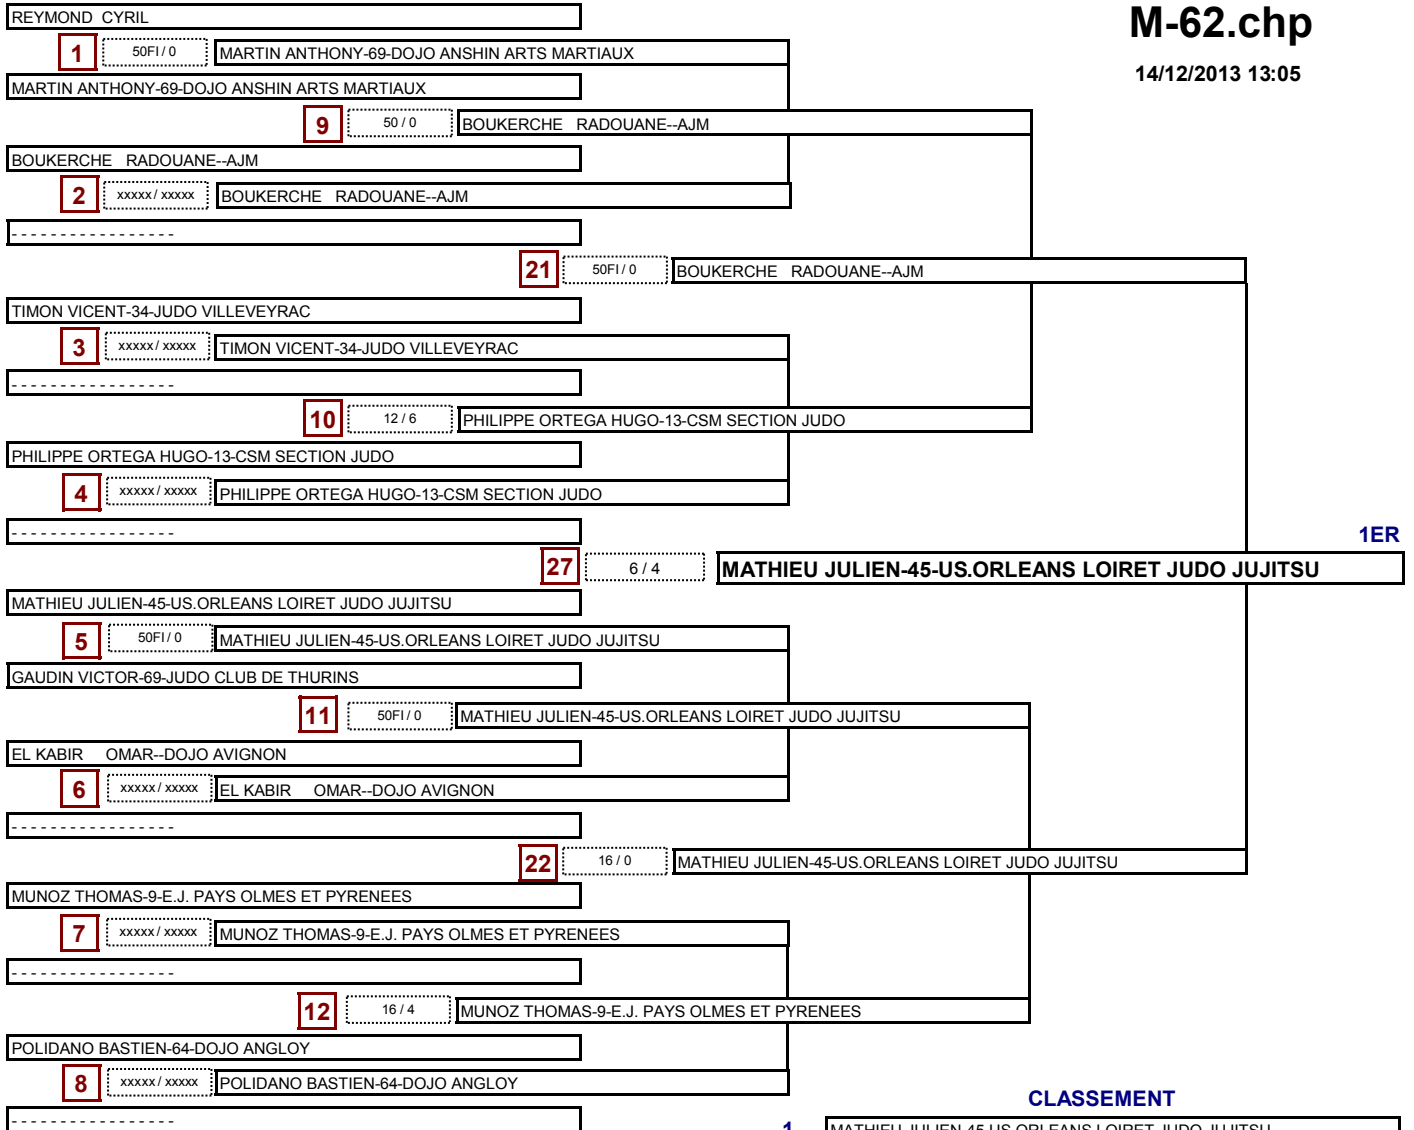 REYMOND CYRIL
M-62.chp
1 50FI / 0 MARTIN ANTHONY-69-DOJO ANSHIN ARTS MARTIAUX
14/12/2013 13:05
MARTIN ANTHONY-69-DOJO ANSHIN ARTS MARTIAUX
9 50 / 0 BOUKERCHE RADOUANE--AJM
BOUKERCHE RADOUANE--AJM
2 xxxxx / xxxxx BOUKERCHE RADOUANE--AJM
- - - - - - - - - - - - - - - - -
21 50FI / 0 BOUKERCHE RADOUANE--AJM
TIMON VICENT-34-JUDO VILLEVEYRAC
3 xxxxx / xxxxx TIMON VICENT-34-JUDO VILLEVEYRAC
- - - - - - - - - - - - - - - - -
10 12 / 6 PHILIPPE ORTEGA HUGO-13-CSM SECTION JUDO
PHILIPPE ORTEGA HUGO-13-CSM SECTION JUDO
4 xxxxx / xxxxx PHILIPPE ORTEGA HUGO-13-CSM SECTION JUDO
- - - - - - - - - - - - - - - - -
1ER
27 6 / 4 MATHIEU JULIEN-45-US.ORLEANS LOIRET JUDO JUJITSU
MATHIEU JULIEN-45-US.ORLEANS LOIRET JUDO JUJITSU
5 50FI / 0 MATHIEU JULIEN-45-US.ORLEANS LOIRET JUDO JUJITSU
GAUDIN VICTOR-69-JUDO CLUB DE THURINS
11 50FI / 0 MATHIEU JULIEN-45-US.ORLEANS LOIRET JUDO JUJITSU
EL KABIR OMAR--DOJO AVIGNON
6 xxxxx / xxxxx EL KABIR OMAR--DOJO AVIGNON
- - - - - - - - - - - - - - - - -
22 16 / 0 MATHIEU JULIEN-45-US.ORLEANS LOIRET JUDO JUJITSU
MUNOZ THOMAS-9-E.J. PAYS OLMES ET PYRENEES
7 xxxxx / xxxxx MUNOZ THOMAS-9-E.J. PAYS OLMES ET PYRENEES
- - - - - - - - - - - - - - - - -
12 16 / 4 MUNOZ THOMAS-9-E.J. PAYS OLMES ET PYRENEES
POLIDANO BASTIEN-64-DOJO ANGLOY
8 xxxxx / xxxxx POLIDANO BASTIEN-64-DOJO ANGLOY
CLASSEMENT
- - - - - - - - - - - - - - - - -
1 MATHIEU JULIEN-45-US.ORLEANS LOIRET JUDO JUJITSU